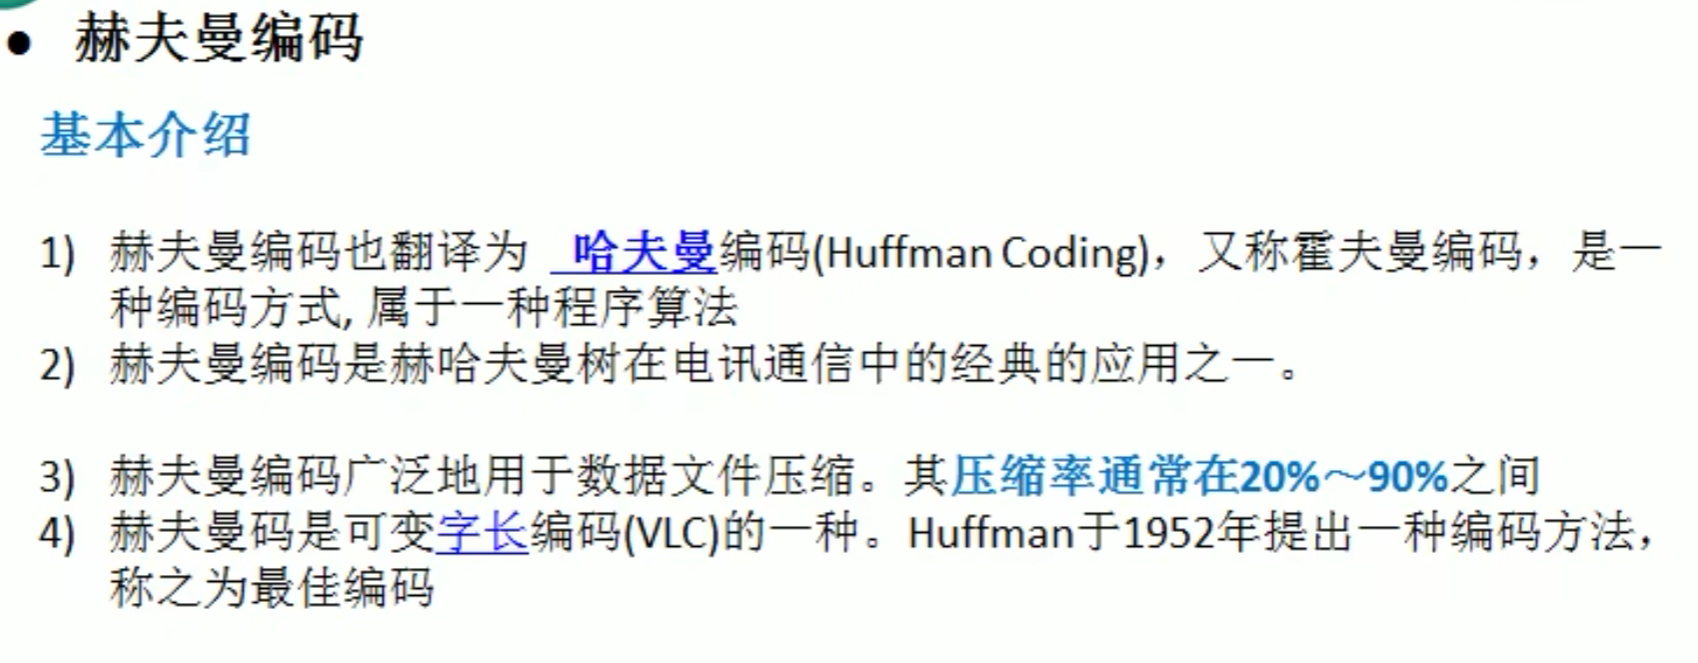 ● 赫夫曼编码
基本介绍
1) 赫夫曼编码也翻译为 哈夫曼编码(Huffman Coding)，又称霍夫曼编码，是一
种编码方式, 属于一种程序算法
2) 赫夫曼编码是赫哈夫曼树在电讯通信中的经典的应用之一。
3) 赫夫曼编码广泛地用于数据文件压缩。其压缩率通常在20%～90%之间
4) 赫夫曼码是可变字长编码(VLC)的一种。Huffman于1952年提出一种编码方法，
称之为最佳编码